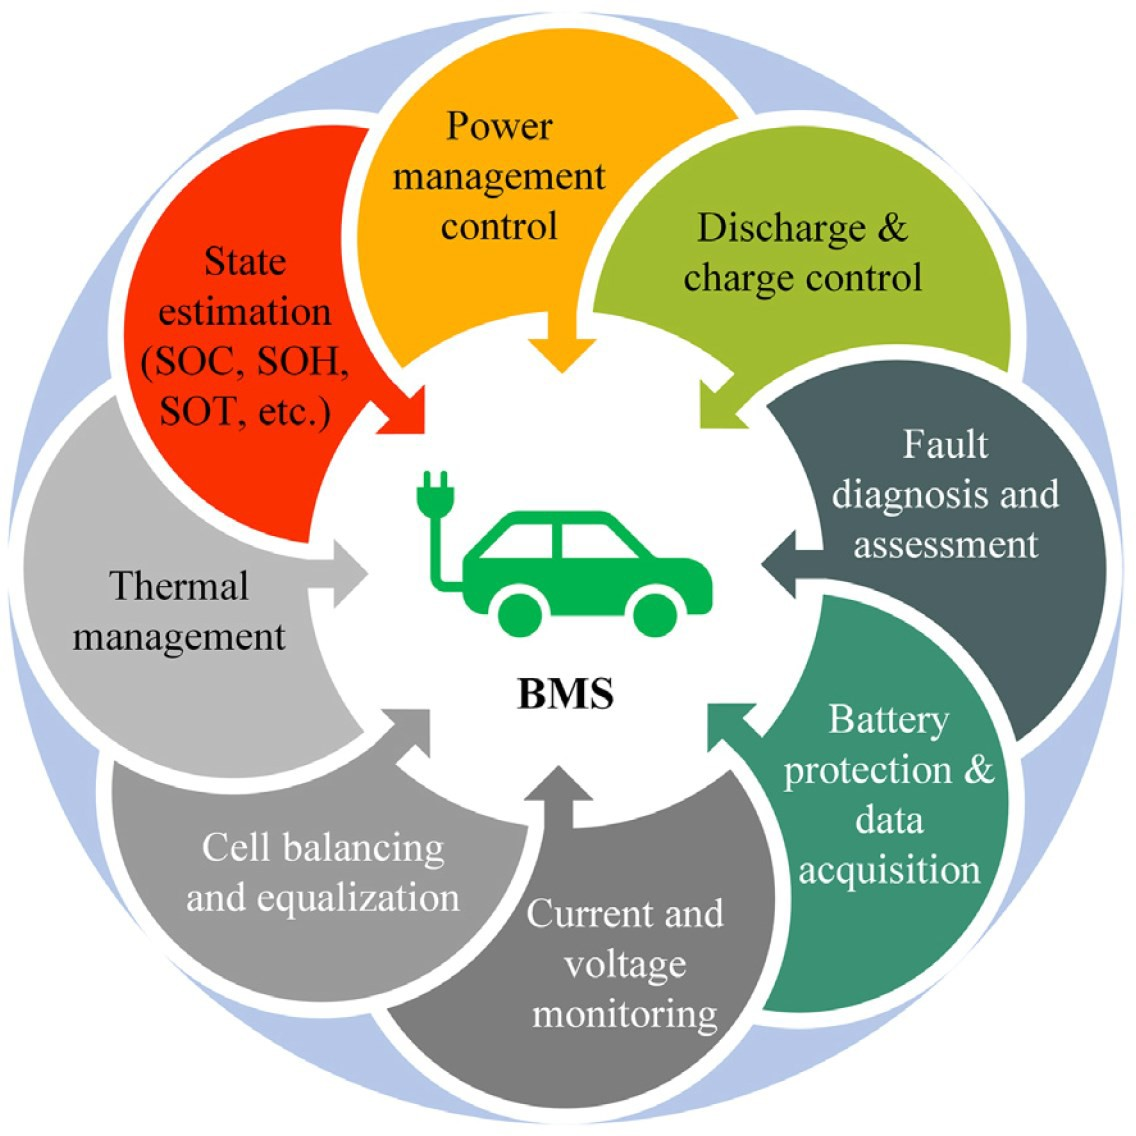 Power
management
control
Discharge &
charge control
Fault
diagnosis and
assessment
Battery
protection &
data
acquisition
Current and
voltage
monitoring
Cell balancing
and equalization
Thermal
management
State
estimation
(SOC, SOH,
SOT, etc.)
BMS